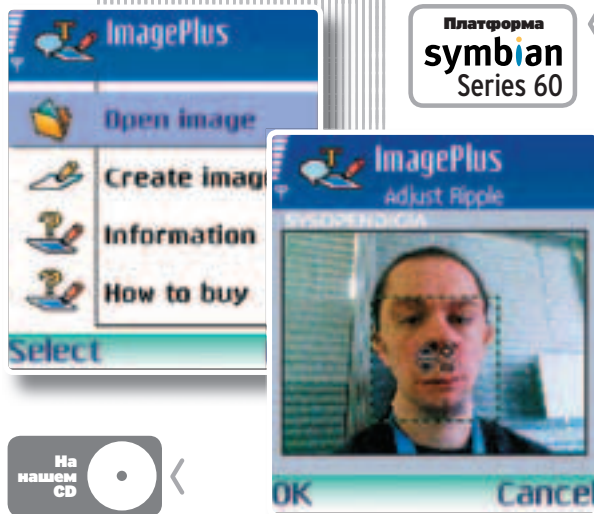 ImagePlus
Open image
Create imag
Information
How to buy
Select
Платформа
symbian
Series 60
ImagePlus
Adjust Ripple
SYSOPENDIGIA
OK
Cancel
На
нашем
CD